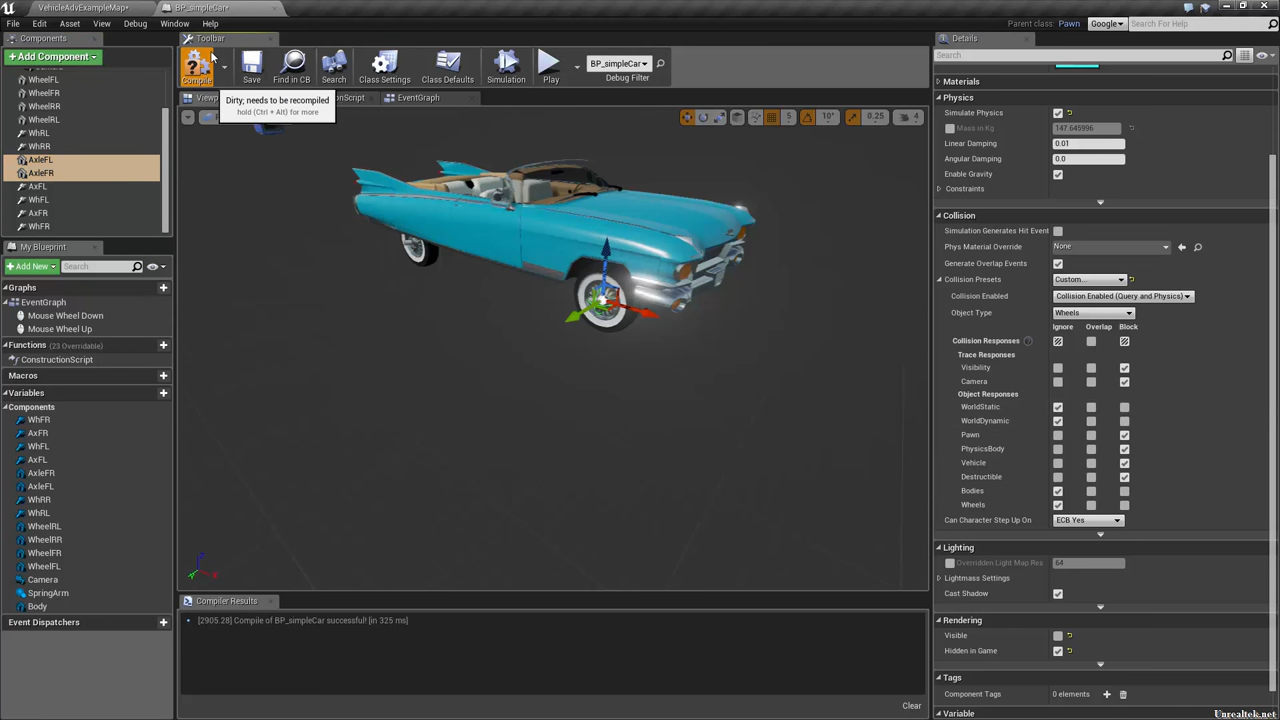 VehicleAdvExampleMap*
BP_simpleCar*
File Edit Asset View Debug Window Help
Parent class: Pawn
Google
Search For Help
Components
Toolbar
Details
Add Component
Search
WheelFL
WheelFR
WheelRR
WheelRL
WhRL
WhRR
AxleFL
AxleFR
AxFL
WhFL
AxFR
WhFR
Compile
Save
Find in CB
Search
Class Settings
Class Defaults
Simulation
Play
BP_simpleCar
Debug Filter
EventGraph
Dirty; needs to be recompiled
hold (Ctrl + Alt) for more
5
10°
0.25
4
My Blueprint
Add New
Search
Graphs
EventGraph
Mouse Wheel Down
Mouse Wheel Up
Functions (23 Overridable)
ConstructionScript
Macros
Variables
Components
WhFR
AxFR
WhFL
AxFL
AxleFR
AxleFL
WhRR
WhRL
WheelRL
WheelRR
WheelFR
WheelFL
Camera
SpringArm
Body
Event Dispatchers
Compiler Results
[2905.28] Compile of BP_simpleCar successful! [in 325 ms]
Clear
Materials
Physics
Simulate Physics
Mass in Kg 147.645996
Linear Damping 0.01
Angular Damping 0.0
Enable Gravity
Constraints
Collision
Simulation Generates Hit Event
Phys Material Override None
Generate Overlap Events
Collision Presets Custom...
Collision Enabled Collision Enabled (Query and Physics)
Object Type Wheels
Ignore Overlap Block
Collision Responses
Trace Responses
Visibility
Camera
Object Responses
WorldStatic
WorldDynamic
Pawn
PhysicsBody
Vehicle
Destructible
Bodies
Wheels
Can Character Step Up On ECB Yes
Lighting
Overridden Light Map Res 64
Lightmass Settings
Cast Shadow
Rendering
Visible
Hidden in Game
Tags
Component Tags 0 elements
Variable
Unrealtek.net